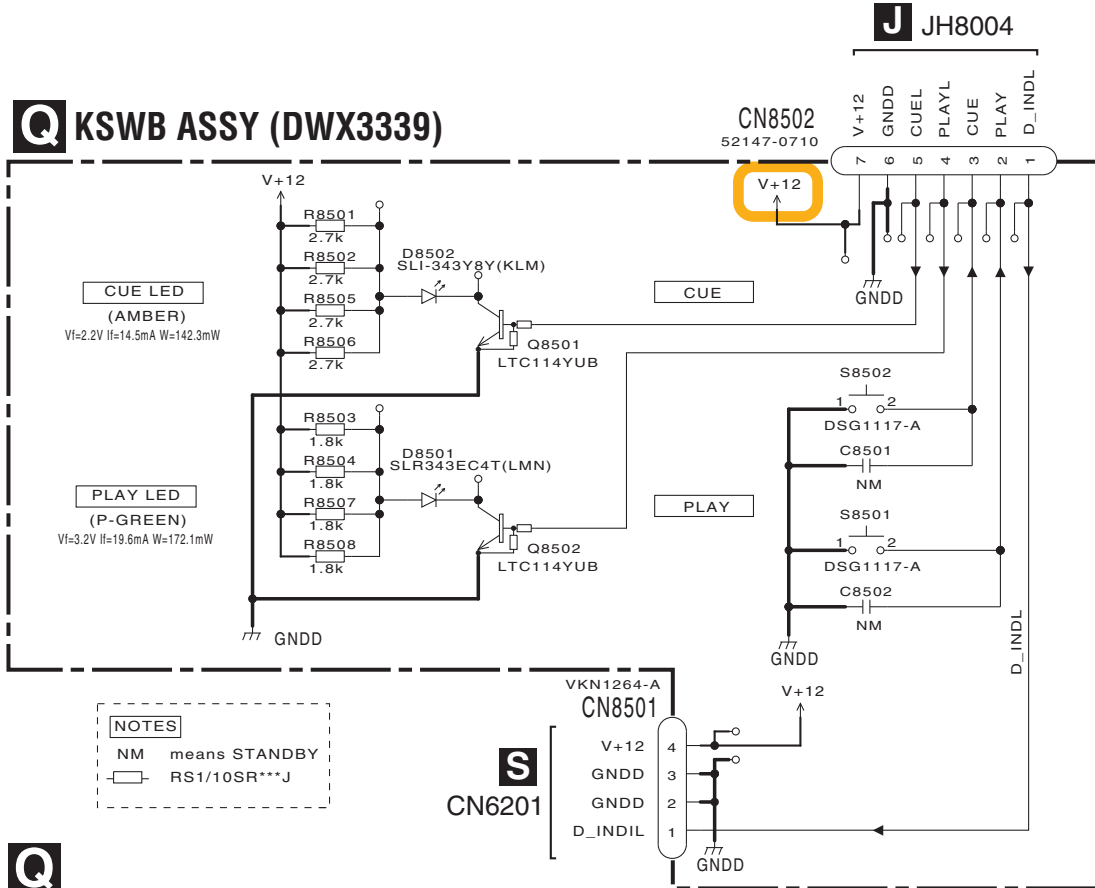 J JH8004
Q KSWB ASSY (DWX3339)
CN8502
52147-0710
V+12
GNDD
CUEL
PLAYL
CUE
PLAY
D_INDL
7 6 5 4 3 2 1
V+12
V+12
GNDD
R8501
2.7k
R8502
2.7k
R8505
2.7k
R8506
2.7k
D8502
SLI-343Y8Y(KLM)
CUE LED
(AMBER)
Vf=2.2V If=14.5mA W=142.3mW
CUE
Q8501
LTC114YUB
R8503
1.8k
R8504
1.8k
R8507
1.8k
R8508
1.8k
D8501
SLR343EC4T(LMN)
PLAY LED
(P-GREEN)
Vf=3.2V If=19.6mA W=172.1mW
PLAY
Q8502
LTC114YUB
GNDD
S8502
1 2
DSG1117-A
C8501
NM
S8501
1 2
DSG1117-A
C8502
NM
GNDD
D_INDL
NOTES
NM means STANDBY
RS1/10SR***J
VKN1264-A
CN8501
V+12
S
CN6201
V+12 4
GNDD 3
GNDD 2
D_INDIL 1
GNDD
Q